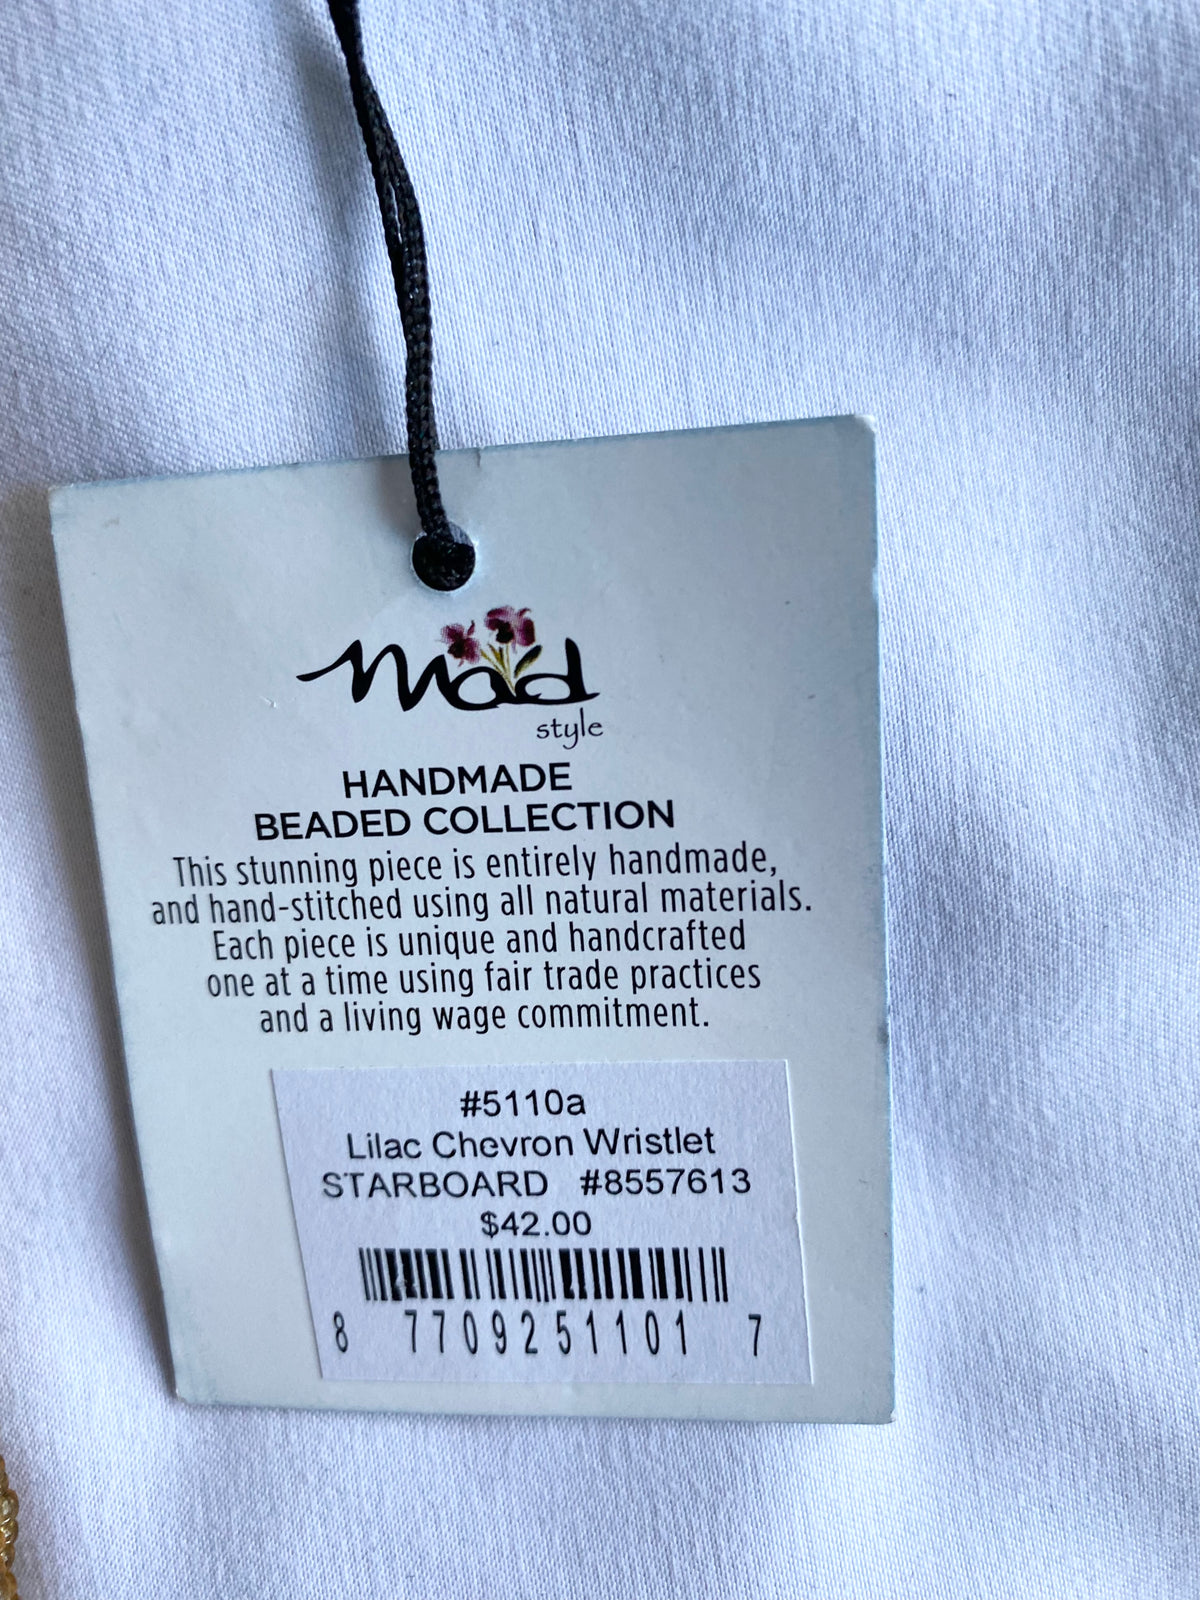 Mad
style
HANDMADE
BEADED COLLECTION
This stunning piece is entirely handmade,
and hand-stitched using all natural materials.
Each piece is unique and handcrafted
one at a time using fair trade practices
and a living wage commitment.
#5110a
Lilac Chevron Wristlet
STARBOARD #8557613
$42.00
8 7709251101 7